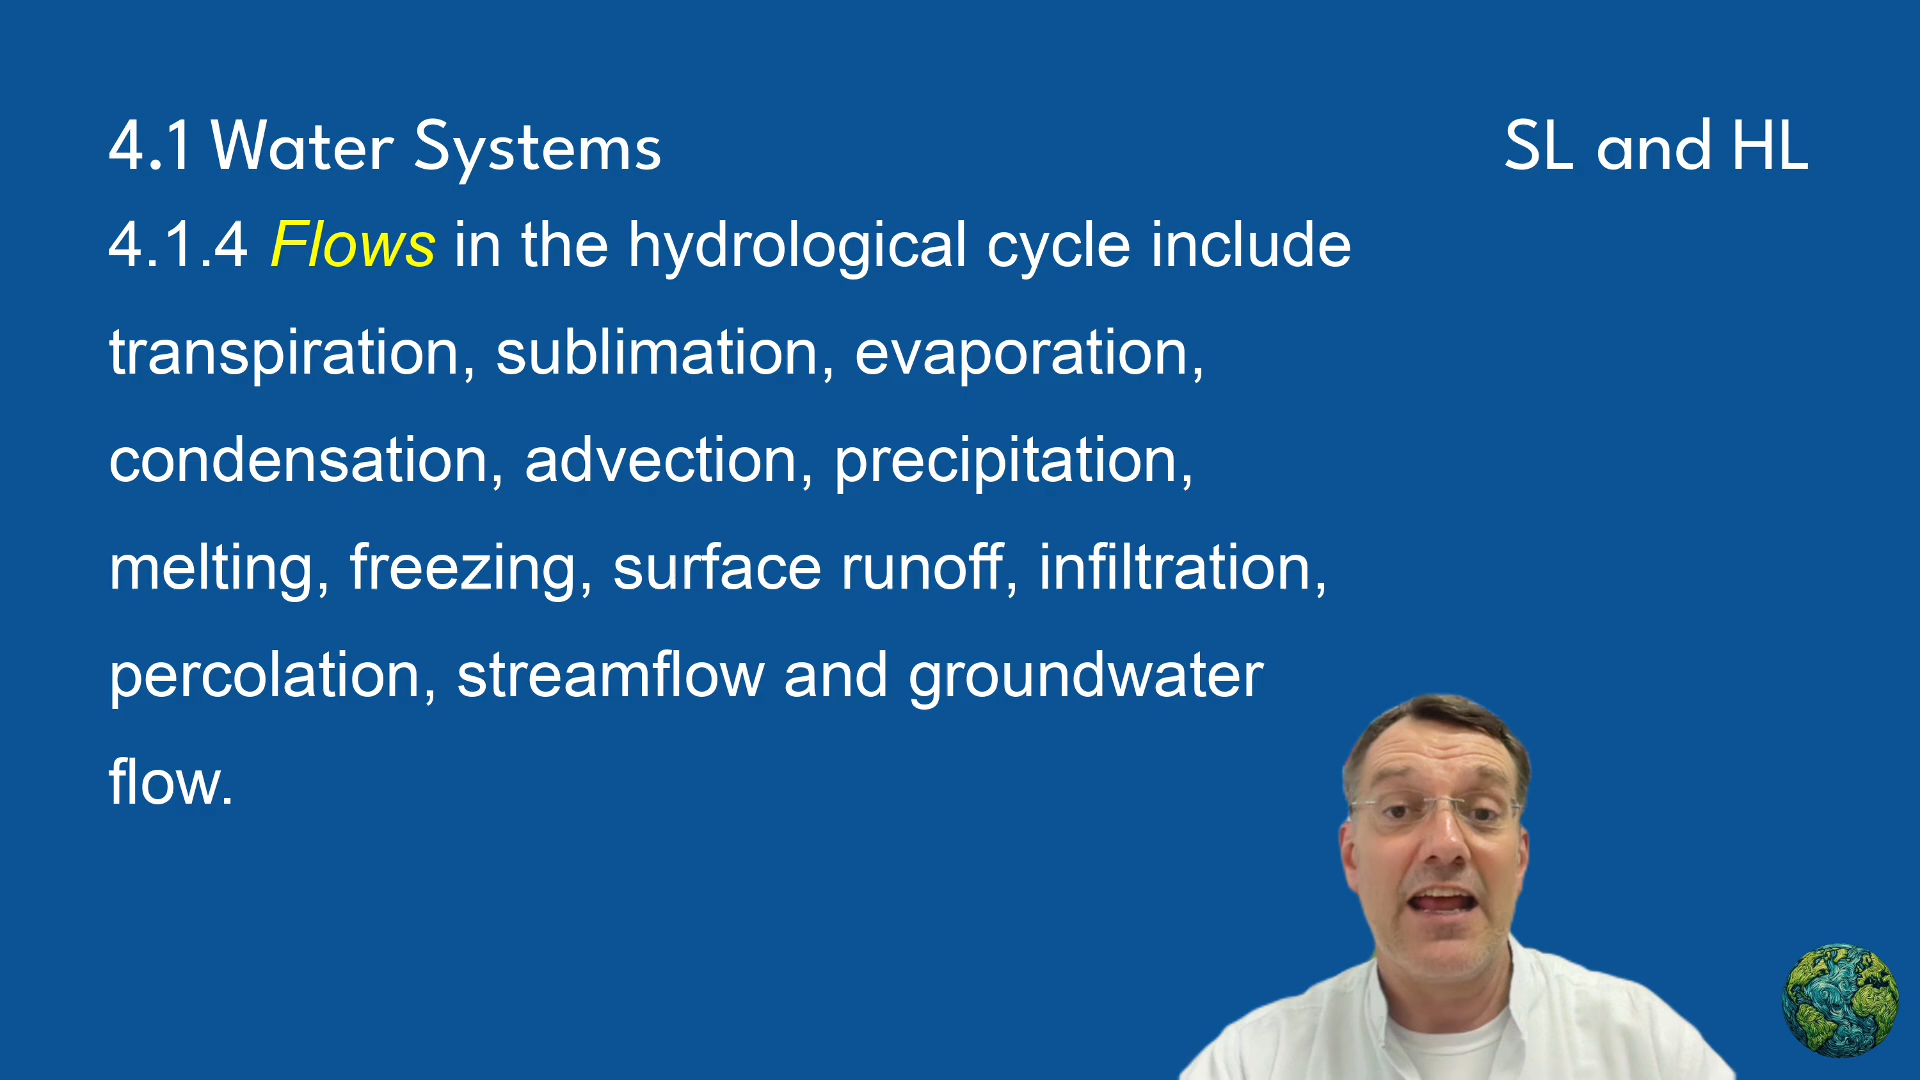 4.1 Water Systems
SL and HL
4.1.4 Flows in the hydrological cycle include
transpiration, sublimation, evaporation,
condensation, advection, precipitation,
melting, freezing, surface runoff, infiltration,
percolation, streamflow and groundwater
flow.